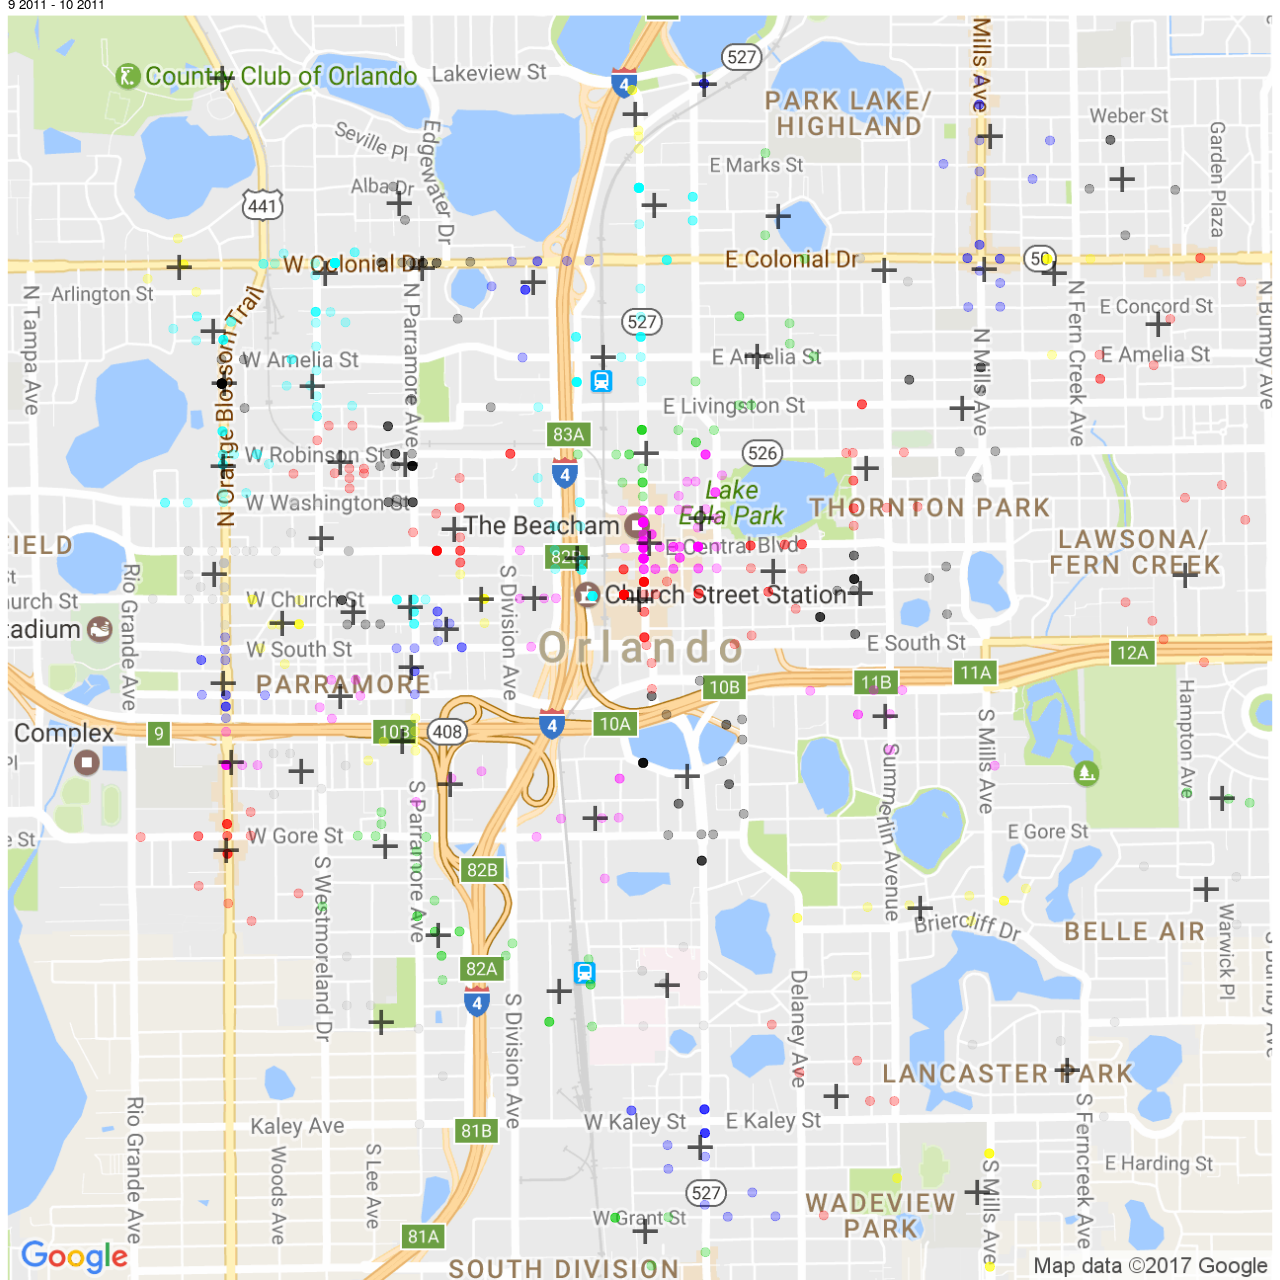 9 2011 - 10 2011
527
Mills Ave
Country Club of Orlando
Lakeview St
4
PARK LAKE/
HIGHLAND
Weber St
Seville Pl
Edgewater Dr
Garden Plaza
E Marks St
Alba Dr
441
W Colonial Dr
E Colonial Dr
50
Arlington St
N Tampa Ave
N Orange Blossom Trail
N Parramore Ave
N Fern Creek Ave
N Bumby Ave
E Concord St
527
N Mills Ave
W Amelia St
E Amelia St
E Amelia St
E Livingston St
83A
W Robinson St
526
4
Lake
Eola Park
W Washington St
THORNTON PARK
The Beacham
FIELD
E Central Blvd
LAWSONA/
FERN CREEK
82B
Rio Grande Ave
S Division Ave
W Church St
Church Street Station
Orlando
W South St
E South St
12A
11A
11B
10B
PARRAMORE
S Mills Ave
Hampton Ave
4
10A
408
10B
9
Complex
Summerlin Avenue
S Parramore Ave
W Gore St
E Gore St
S Westmoreland Dr
82B
Briercliff Dr
BELLE AIR
Warwick Pl
S Bumby Ave
82A
4
S Division Ave
Delaney Ave
LANCASTER PARK
Rio Grande Ave
Kaley Ave
81B
W Kaley St
E Kaley St
S Ferncreek Ave
Woods Ave
S Lee Ave
S Mills Ave
E Harding St
527
WADEVIEW
PARK
W Grant St
81A
SOUTH DIVISION
Google
Map data ©2017 Google